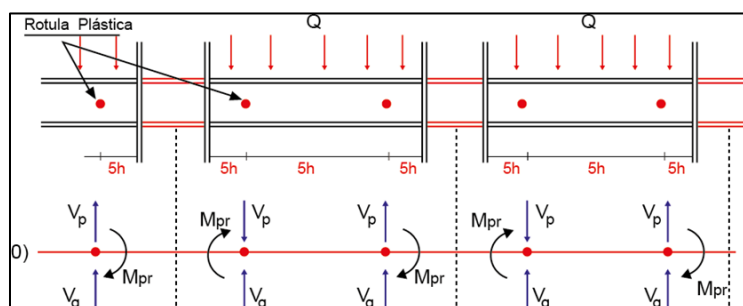 Rotula Plástica
Q Q
5h 5h 5h 5h 5h 5h 5h
Vp Mpr Vp Vp Mpr Vp Vp
0)
Mpr Mpr Mpr
Vg Vg Vg Vg Vg